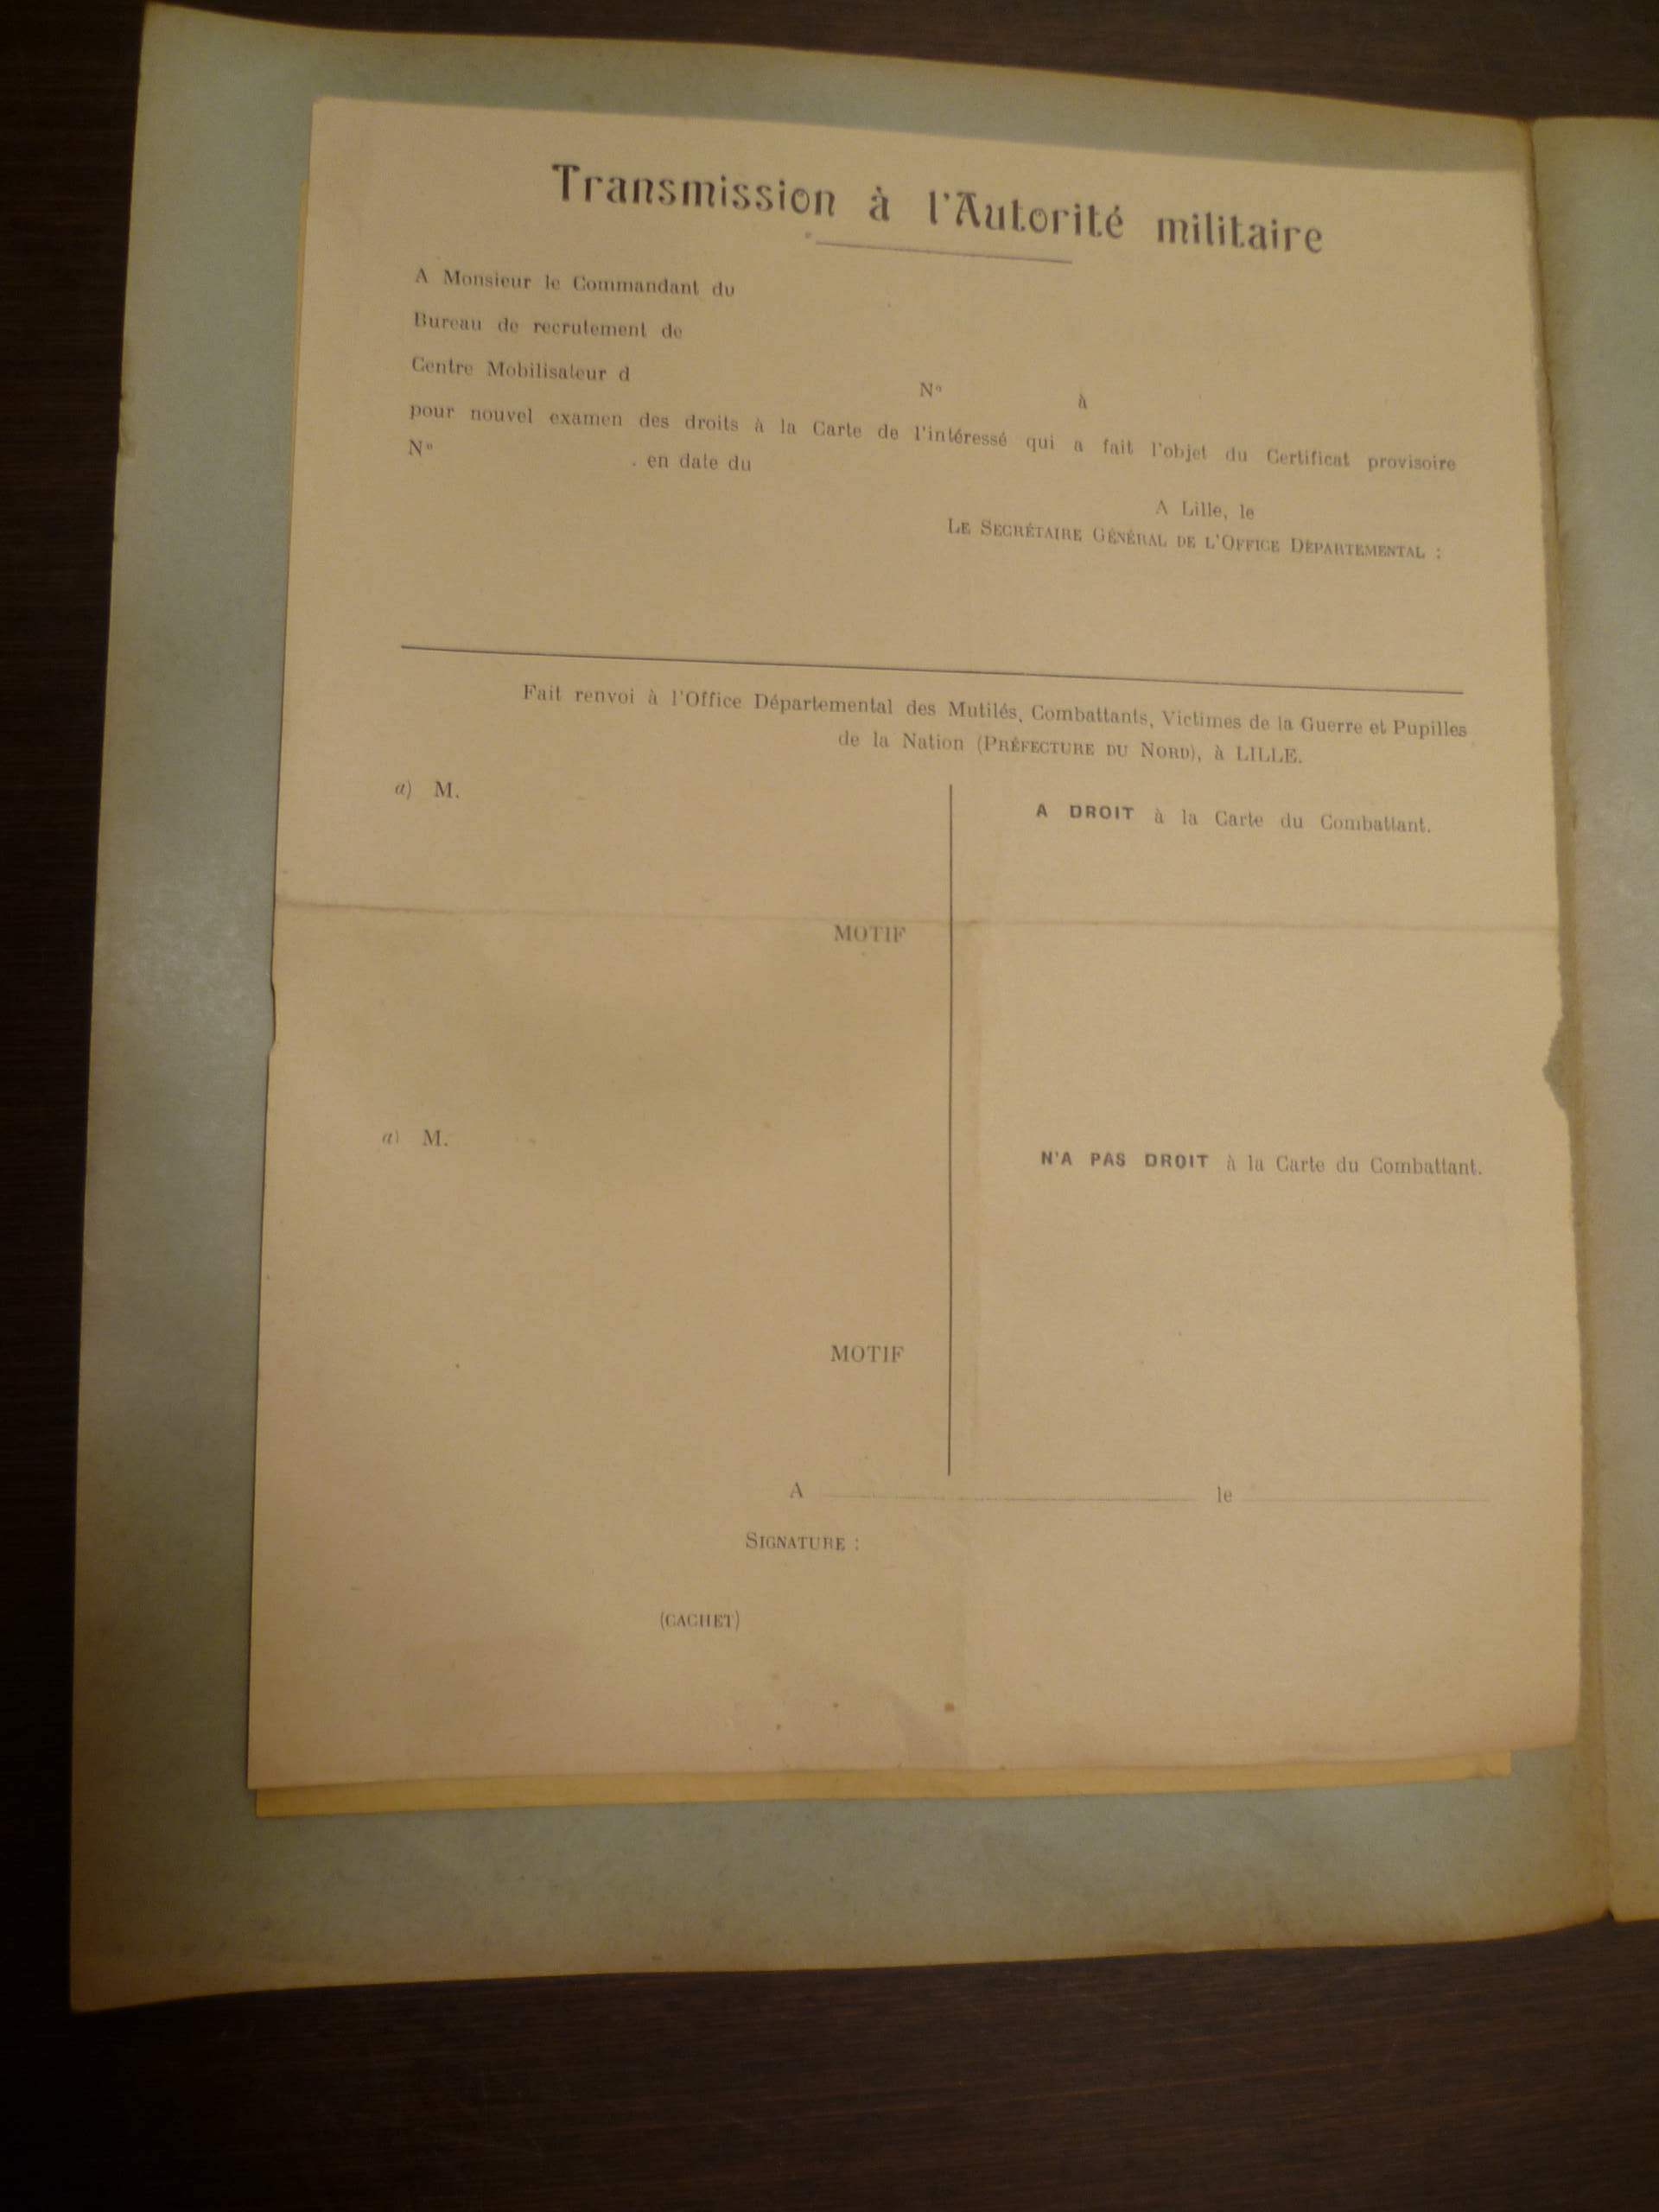 Transmission à l'Autorité militaire
A Monsieur le Commandant du
Bureau de recrutement de
Centre Mobilisateur d
N° à
pour nouvel examen des droits à la Carte de l'intéressé qui a fait l'objet du Certificat provisoire
N° en date du
A Lille, le
LE SECRÉTAIRE GÉNÉRAL DE L'OFFICE DÉPARTEMENTAL :
Fait renvoi à l'Office Départemental des Mutilés, Combattants, Victimes de la Guerre et Pupilles
de la Nation (PRÉFECTURE DU NORD), à LILLE.
a) M.
A DROIT à la Carte du Combattant.
MOTIF
a) M.
N'A PAS DROIT à la Carte du Combattant.
MOTIF
A le
SIGNATURE :
(CACHET)